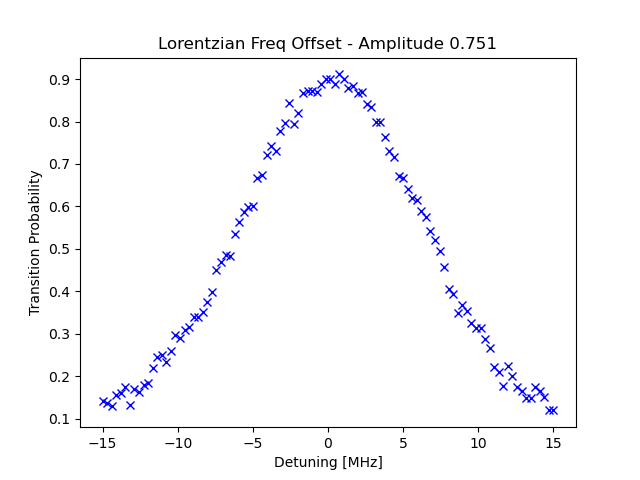 Lorentzian Freq Offset - Amplitude 0.751
Transition Probability
0.9
0.8
0.7
0.6
0.5
0.4
0.3
0.2
0.1
−15 −10 −5 0 5 10 15
Detuning [MHz]